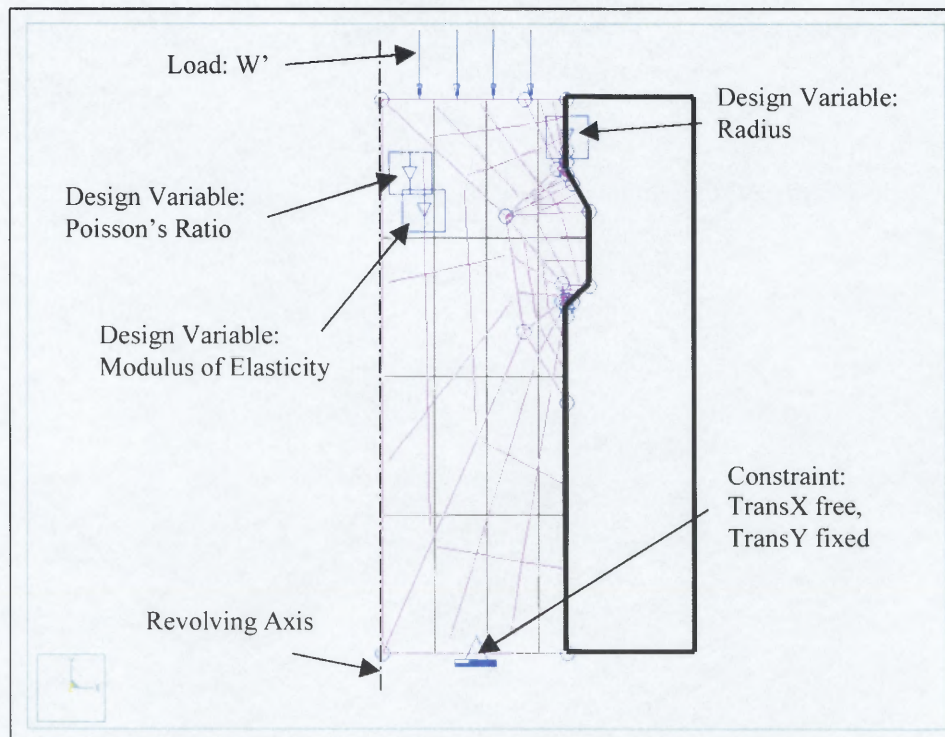 Load: W’
Design Variable:
Radius
Design Variable:
Poisson’s Ratio
Design Variable:
Modulus of Elasticity
Constraint:
TransX free,
TransY fixed
Revolving Axis